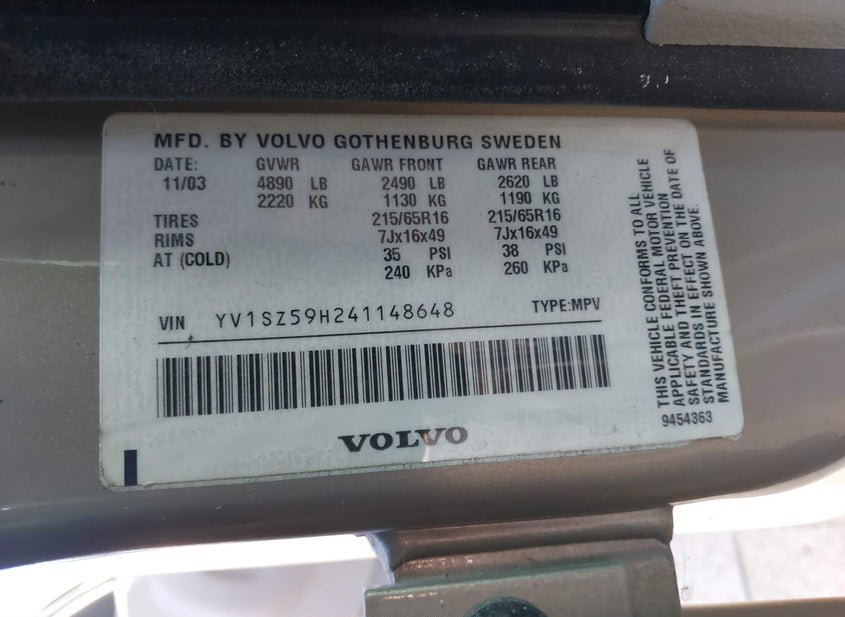 MFD. BY VOLVO GOTHENBURG SWEDEN
DATE: GVWR GAWR FRONT GAWR REAR
11/03 4890 LB 2490 LB 2620 LB
2220 KG 1130 KG 1190 KG
TIRES 215/65R16 215/65R16
RIMS 7Jx16x49 7Jx16x49
AT (COLD) 35 PSI 38 PSI
240 KPa 260 KPa
VIN YV1SZ59H241148648 TYPE:MPV
VOLVO
THIS VEHICLE CONFORMS TO ALL
APPLICABLE FEDERAL MOTOR VEHICLE
SAFETY AND THEFT PREVENTION
STANDARDS IN EFFECT ON THE DATE OF
MANUFACTURE SHOWN ABOVE.
9454363